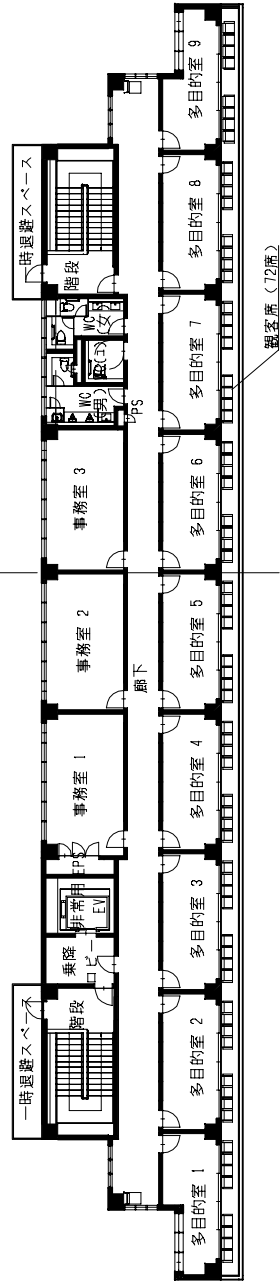 一時退避スペース
階段
乗降
ロビー
非常用
EV
EPS
事務室 1
事務室 2
事務室 3
WC
(男)
PS
(ユ)
WC
女
階段
一時退避スペース
廊下
多目的室 1
多目的室 2
多目的室 3
多目的室 4
多目的室 5
多目的室 6
多目的室 7
多目的室 8
多目的室 9
観客席 (72席)